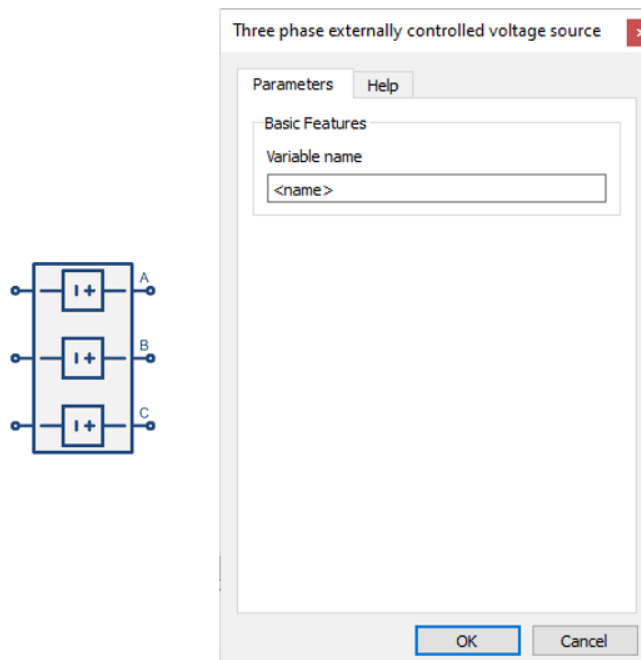 Three phase externally controlled voltage source
Parameters
Help
Basic Features
Variable name
<name>
A
B
C
OK
Cancel